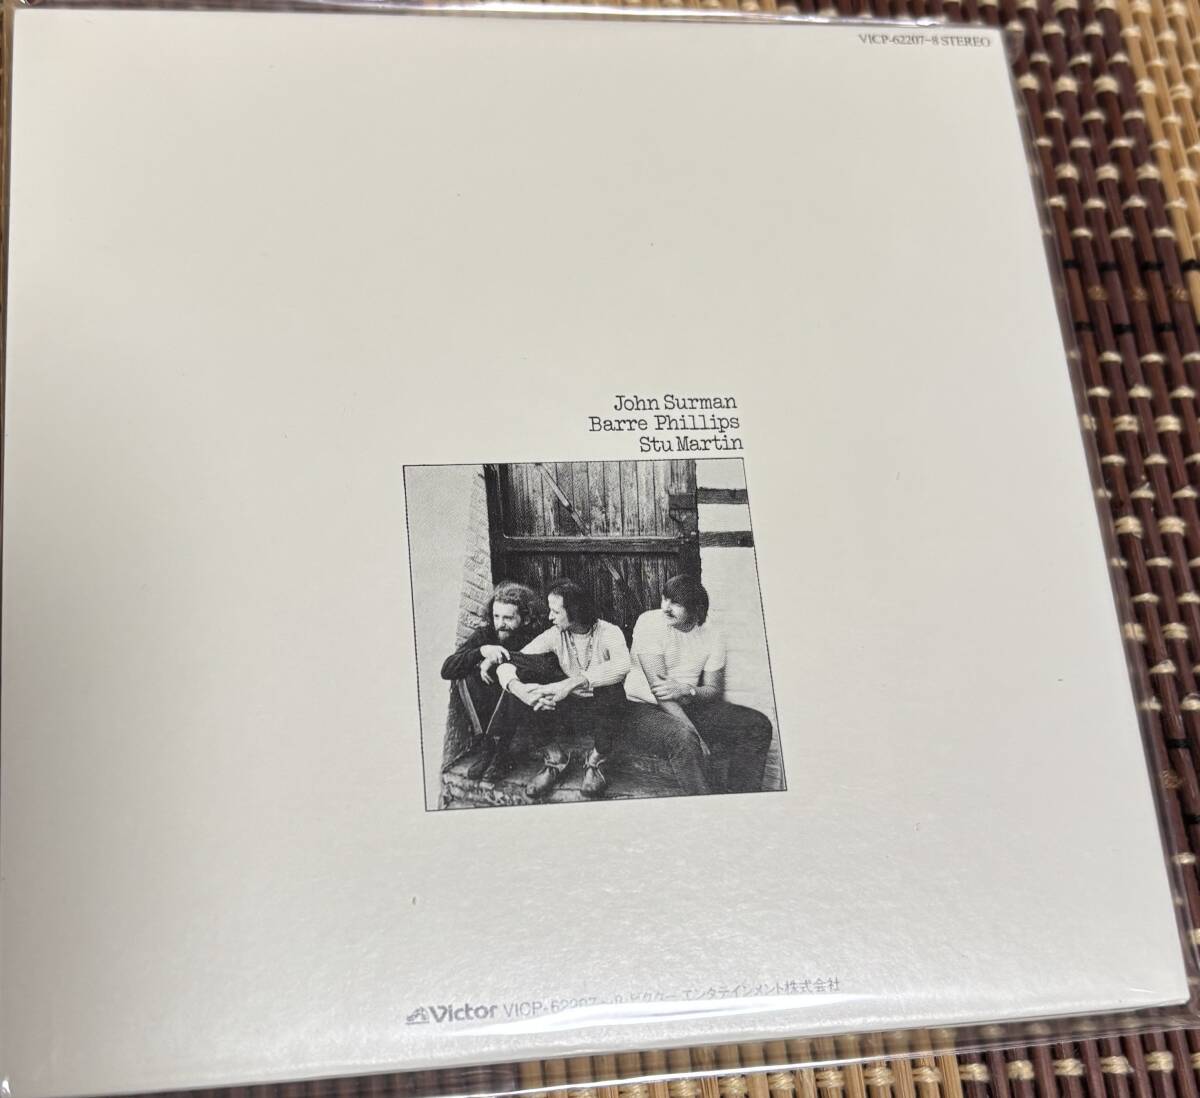 VICP-62207~8 STEREO
John Surman
Barre Phillips
Stu Martin
Victor VICP-62207~8 ビクターエンタテインメント株式会社